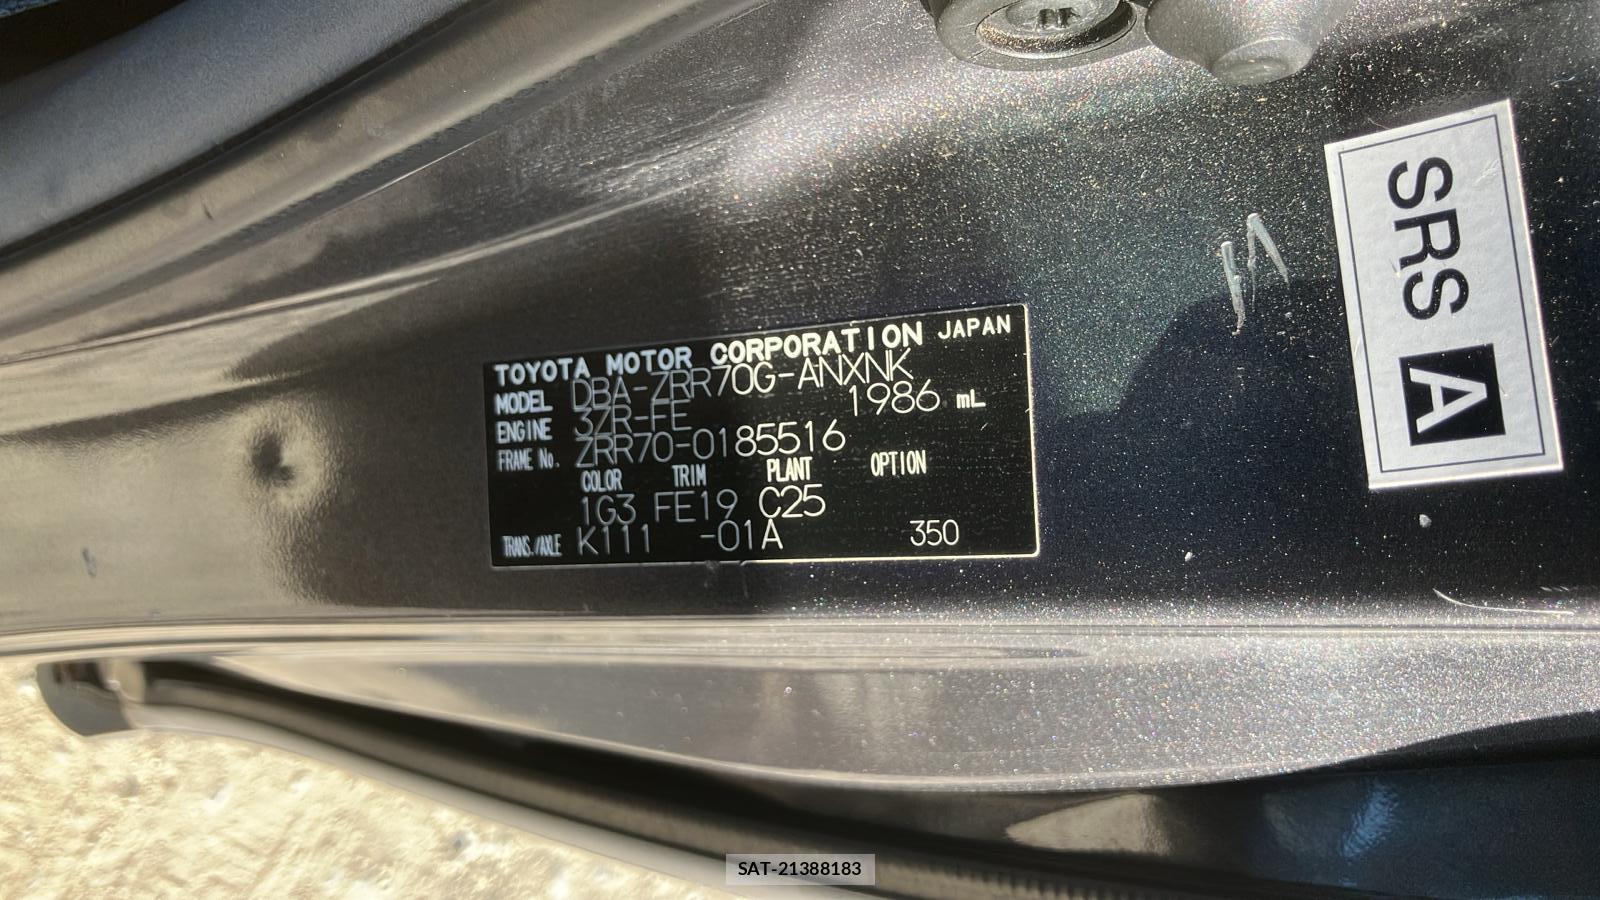 TOYOTA MOTOR CORPORATION JAPAN
MODEL DBA-ZRR70G-ANXNK
ENGINE 3ZR-FE 1986 mL
FRAME No. ZRR70-0185516
COLOR TRIM PLANT OPTION
1G3 FE19 C25
TRANS./AXLE K111 -01A 350
SRS A
SAT-21388183